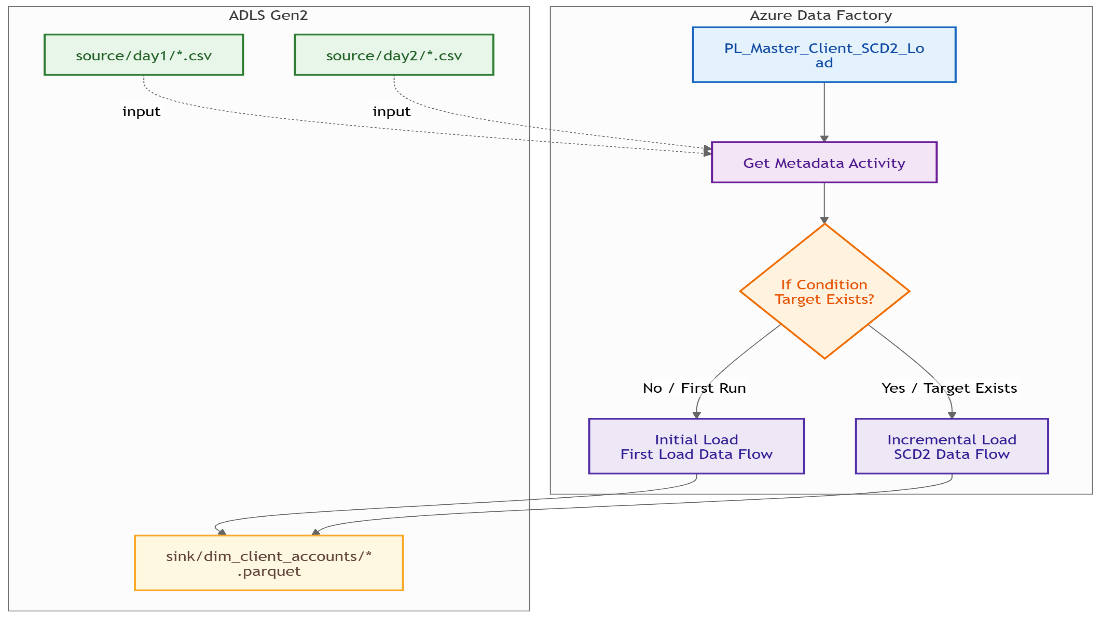 ADLS Gen2
source/day1/*.csv
source/day2/*.csv
input
input
Azure Data Factory
PL_Master_Client_SCD2_Lo
ad
Get Metadata Activity
If Condition
Target Exists?
No / First Run
Yes / Target Exists
Initial Load
First Load Data Flow
Incremental Load
SCD2 Data Flow
sink/dim_client_accounts/*
.parquet